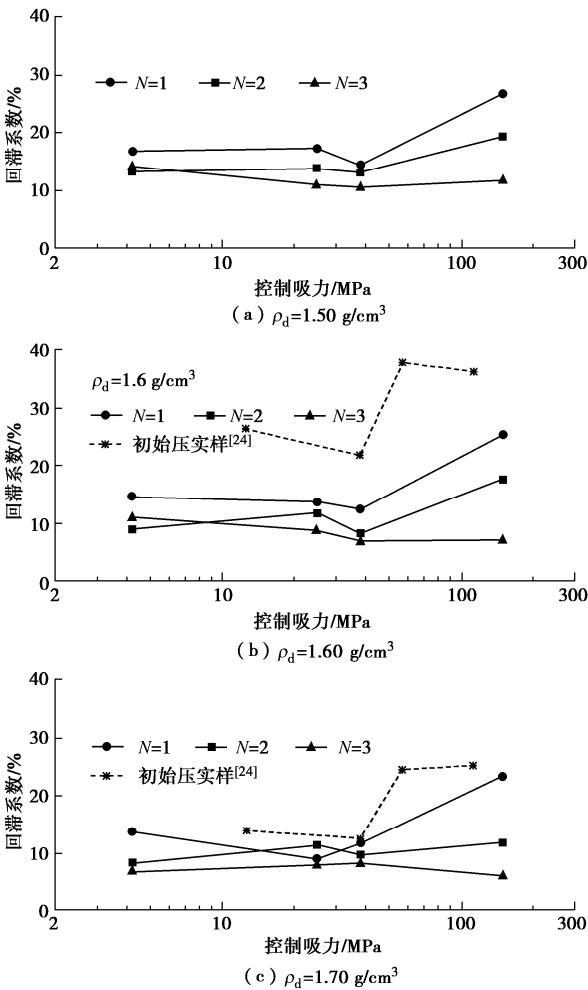 40
30
20
10
0
回滞系数/%
N=1 N=2 N=3
2 10 100 300
控制吸力/MPa
（a）ρd=1.50 g/cm³
40
30
20
10
0
回滞系数/%
ρd=1.6 g/cm³
N=1 N=2 N=3
初始压实样[24]
2 10 100 300
控制吸力/MPa
（b）ρd=1.60 g/cm³
40
30
20
10
0
回滞系数/%
N=1 N=2 N=3
初始压实样[24]
2 10 100 300
控制吸力/MPa
（c）ρd=1.70 g/cm³